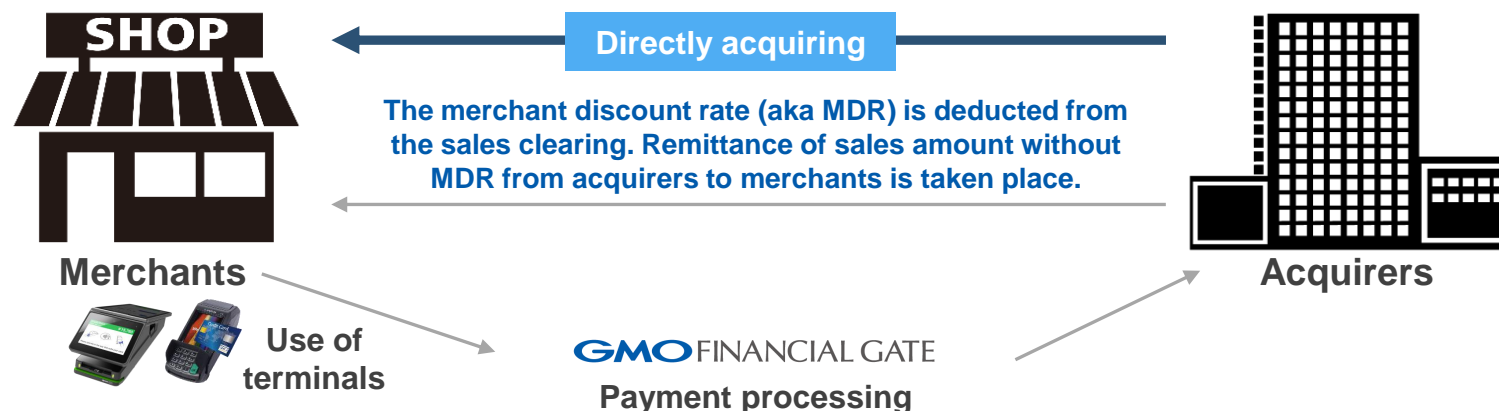 SHOP
Directly acquiring
The merchant discount rate (aka MDR) is deducted from
the sales clearing. Remittance of sales amount without
MDR from acquirers to merchants is taken place.
Merchants
Acquirers
Use of
terminals
GMO FINANCIAL GATE
Payment processing